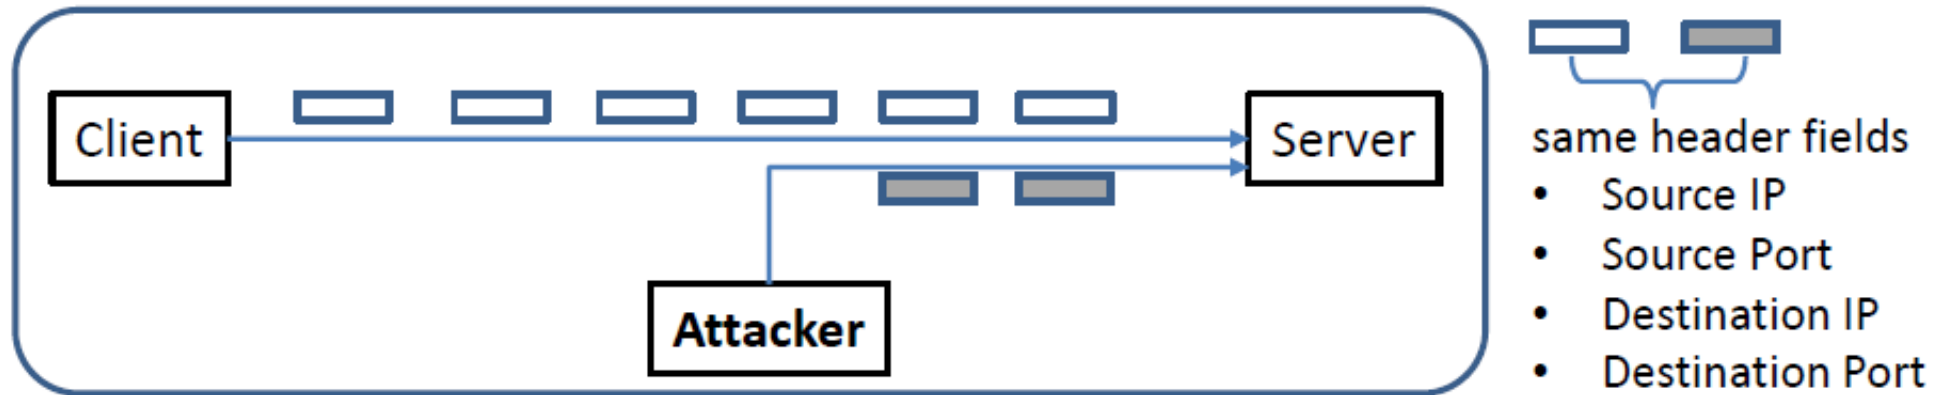 Client
Server
Attacker
same header fields
• Source IP
• Source Port
• Destination IP
• Destination Port